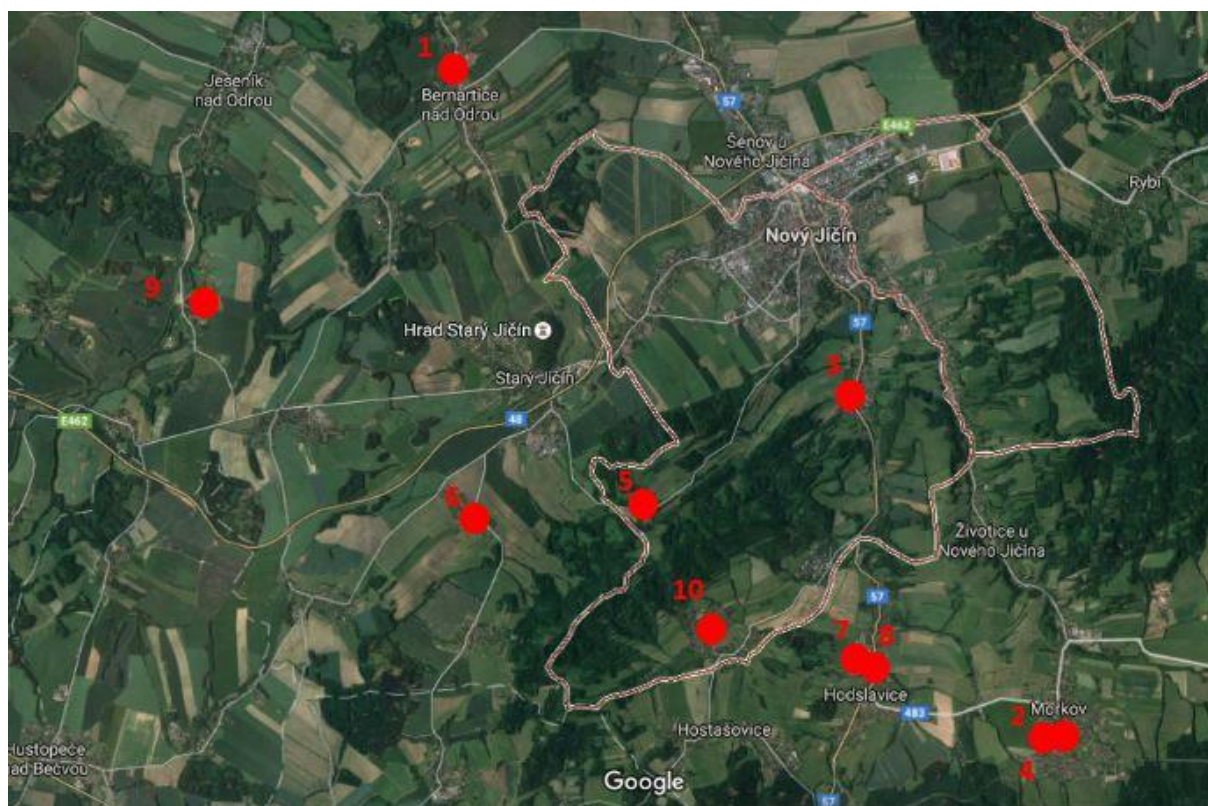 1
Jeseník
nad Odrou
Bernartice
nad Odrou
57
Šenov u
Nového Jičína
E462
Rybí
Nový Jičín
9
Hrad Starý Jičín
57
Starý Jičín
3
E462
48
5
6
Životice u
Nového Jičína
10
57
7
8
Hodslavice
483
Mořkov
Hostašovice
2
Hustopeče
nad Bečvou
4
Google
57